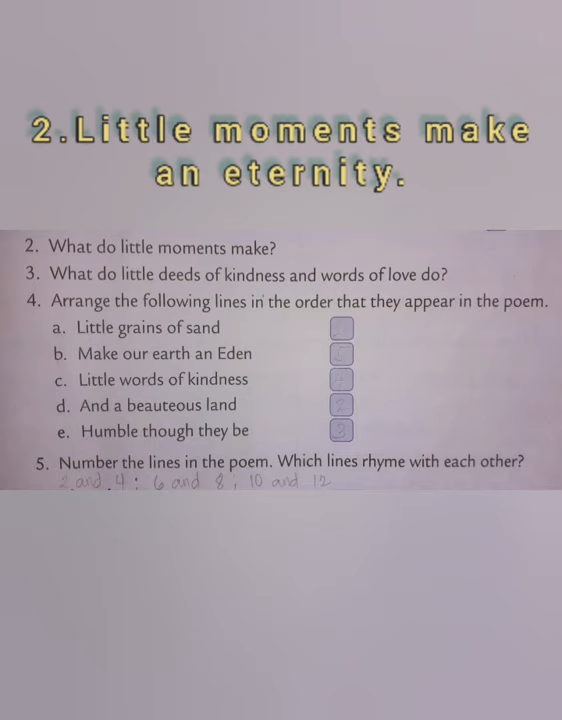 2.Little moments make
an eternity.
2. What do little moments make?
3. What do little deeds of kindness and words of love do?
4. Arrange the following lines in the order that they appear in the poem.
a. Little grains of sand
b. Make our earth an Eden
c. Little words of kindness
d. And a beauteous land 2
e. Humble though they be 3
5. Number the lines in the poem. Which lines rhyme with each other?
2 and 4 ; 6 and 8 ; 10 and 12